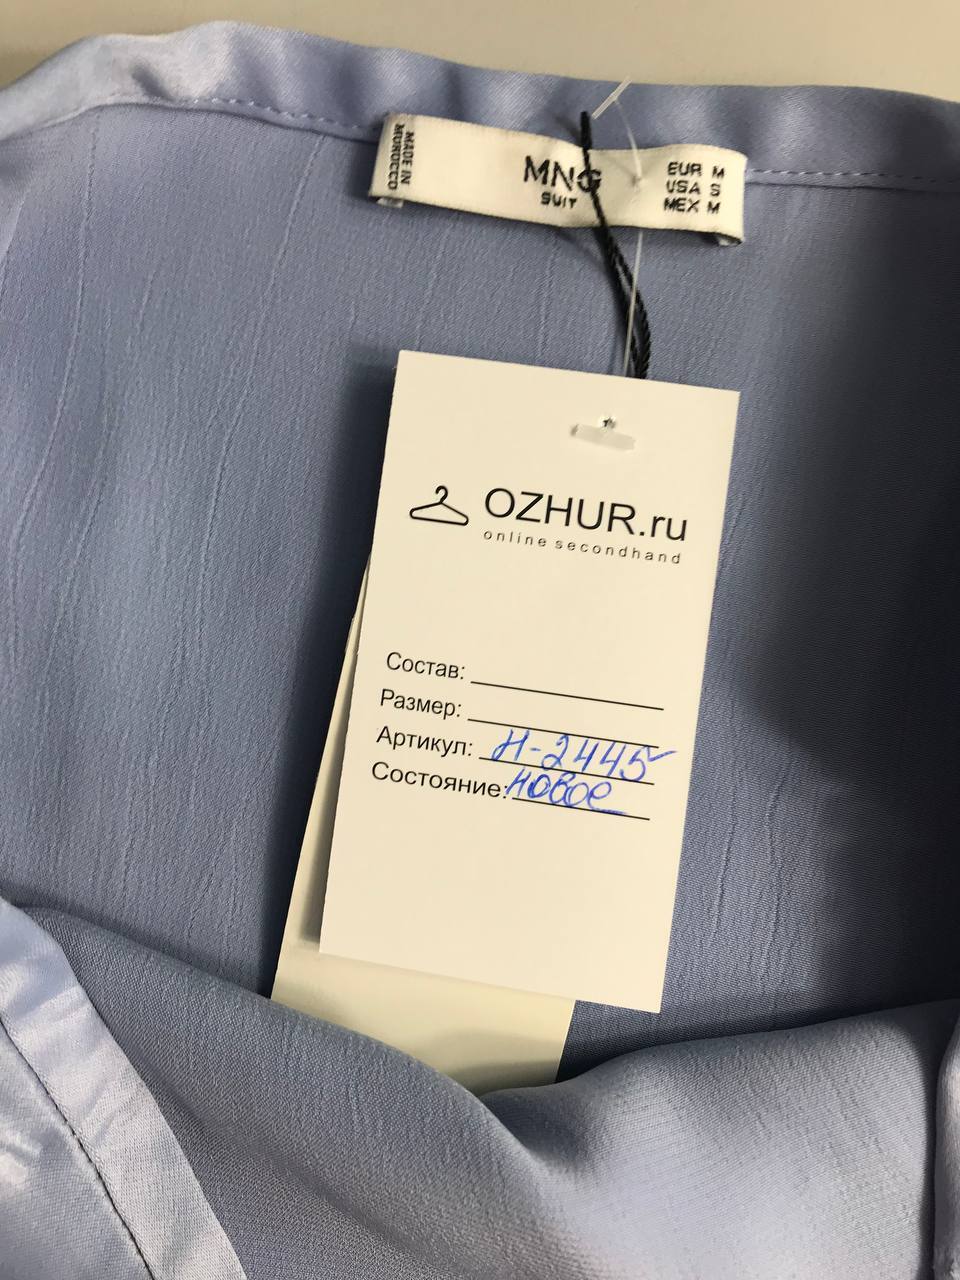 MADE IN
MOROCCO
MNG
SUIT
EUR M
USA S
MEX M
OZHUR.ru
online secondhand
Состав:
Размер:
Артикул: Н-2445
Состояние: новое